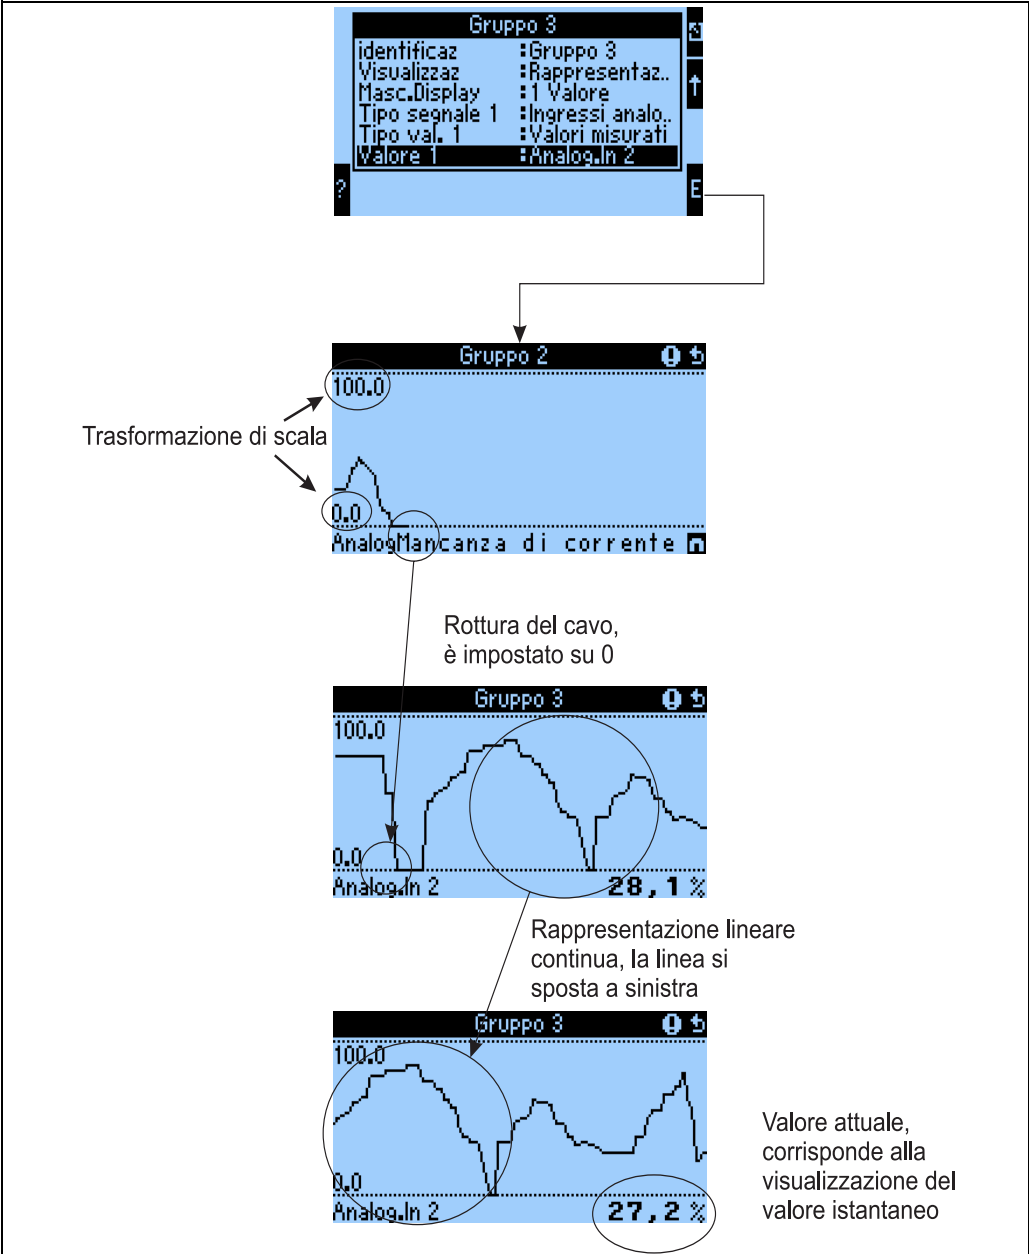 Gruppo 3
identificaz :Gruppo 3
Visualizzaz :Rappresentaz..
Masc.Display :1 Valore
Tipo segnale 1 :Ingressi analo..
Tipo val. 1 :Valori misurati
Valore 1 :Analog.In 2
?
E
Gruppo 2
100.0
Trasformazione di scala
0.0
AnalogMancanza di corrente
Rottura del cavo,
è impostato su 0
Gruppo 3
100.0
0.0
Analog.In 2 28,1 %
Rappresentazione lineare
continua, la linea si
sposta a sinistra
Gruppo 3
100.0
0.0
Analog.In 2 27,2 %
Valore attuale,
corrisponde alla
visualizzazione del
valore istantaneo